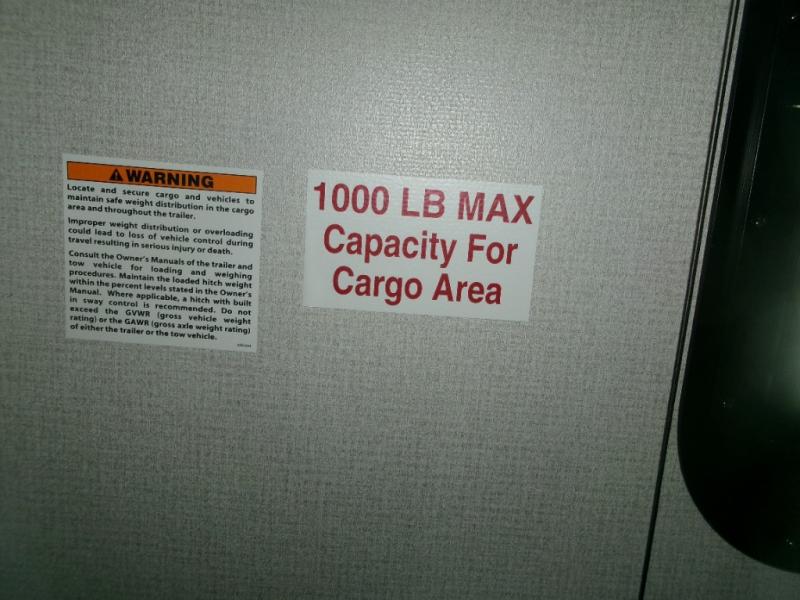 WARNING
Locate and secure cargo and vehicles to
maintain safe weight distribution in the cargo
area and throughout the trailer.
Improper weight distribution or overloading
could lead to loss of vehicle control during
travel resulting in serious injury or death.
Consult the Owner's Manuals of the trailer and
tow vehicle for loading and weighing
procedures. Maintain the loaded hitch weight
within the percent levels stated in the Owner's
Manual. Where applicable, a hitch with built
in sway control is recommended. Do not
exceed the GVWR (gross vehicle weight
rating) or the GAWR (gross axle weight rating)
of either the trailer or the tow vehicle.
1000 LB MAX
Capacity For
Cargo Area